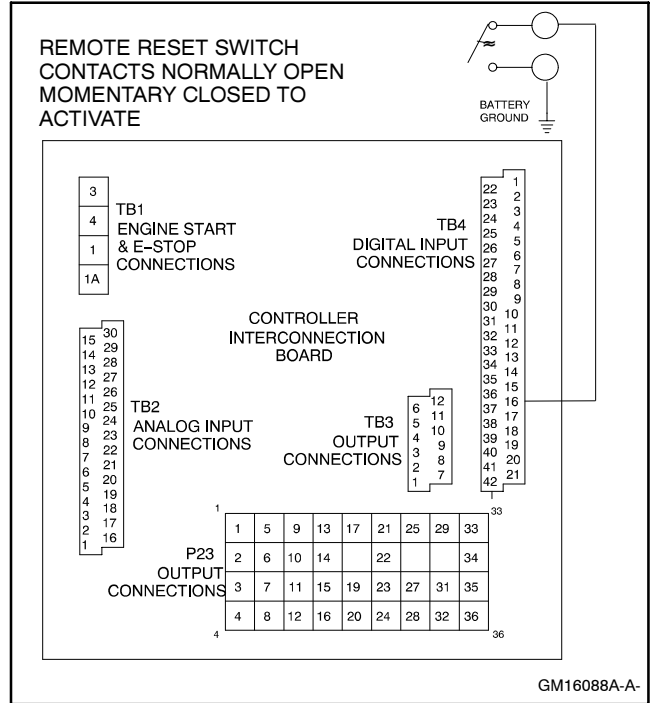 REMOTE RESET SWITCH
CONTACTS NORMALLY OPEN
MOMENTARY CLOSED TO
ACTIVATE
BATTERY
GROUND
3
4
1
1A
TB1
ENGINE START
& E–STOP
CONNECTIONS
TB4
DIGITAL INPUT
CONNECTIONS
22 1
23 2
24 3
25 4
26 5
27 6
28 7
29 8
30 9
31 10
32 11
33 12
34 13
35 14
36 15
37 16
38 17
39 18
40 19
41 20
42 21
CONTROLLER
INTERCONNECTION
BOARD
15 30
14 29
13 28
12 27
11 26
10 25
9 24
8 23
7 22
6 21
5 20
4 19
3 18
2 17
1 16
TB2
ANALOG INPUT
CONNECTIONS
TB3
OUTPUT
CONNECTIONS
6 12
5 11
4 10
3 9
2 8
1 7
P23
OUTPUT
CONNECTIONS
1 33
1 5 9 13 17 21 25 29 33
2 6 10 14 22 34
3 7 11 15 19 23 27 31 35
4 8 12 16 20 24 28 32 36
4 36
GM16088A-A-